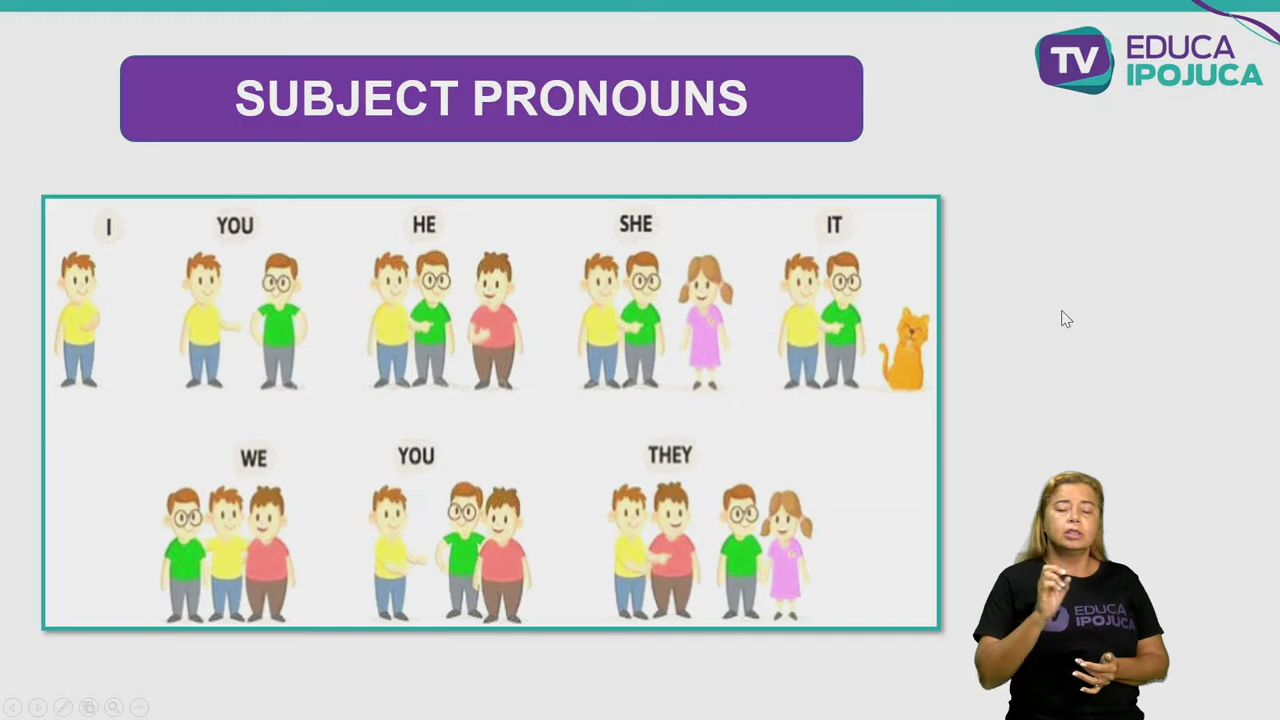 SUBJECT PRONOUNS
TV EDUCA
IPOJUCA
I YOU HE SHE IT
WE YOU THEY
EDUCA
IPOJUCA